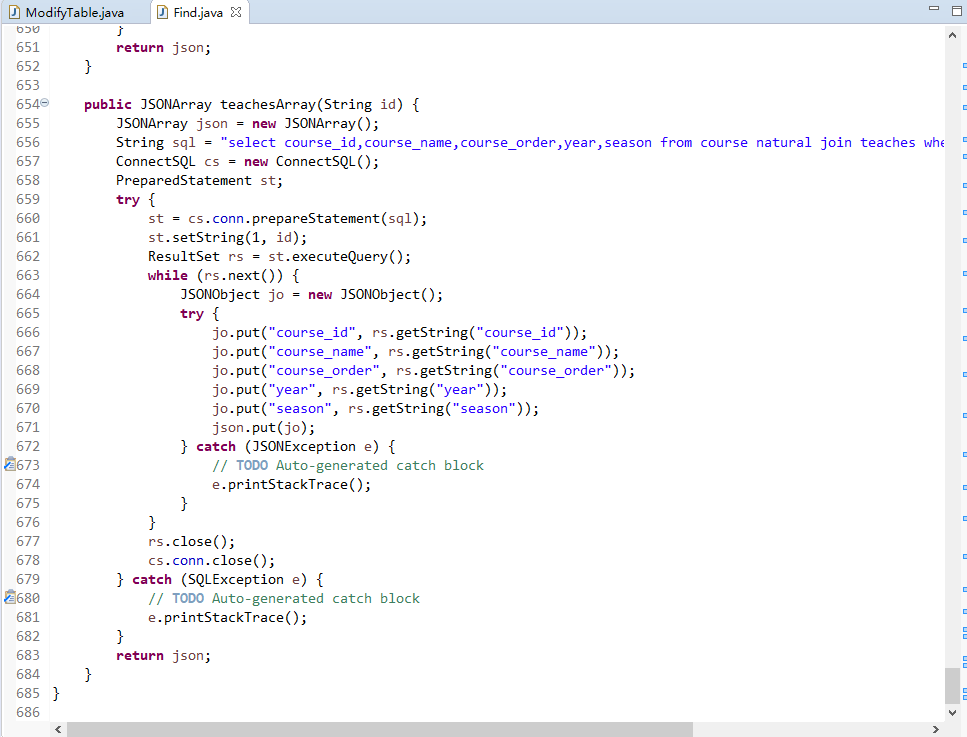 ModifyTable.java Find.java
650 }
651 return json;
652 }
653
654 public JSONArray teachesArray(String id) {
655 JSONArray json = new JSONArray();
656 String sql = "select course_id,course_name,course_order,year,season from course natural join teaches whe
657 ConnectSQL cs = new ConnectSQL();
658 PreparedStatement st;
659 try {
660 st = cs.conn.prepareStatement(sql);
661 st.setString(1, id);
662 ResultSet rs = st.executeQuery();
663 while (rs.next()) {
664 JSONObject jo = new JSONObject();
665 try {
666 jo.put("course_id", rs.getString("course_id"));
667 jo.put("course_name", rs.getString("course_name"));
668 jo.put("course_order", rs.getString("course_order"));
669 jo.put("year", rs.getString("year"));
670 jo.put("season", rs.getString("season"));
671 json.put(jo);
672 } catch (JSONException e) {
673 // TODO Auto-generated catch block
674 e.printStackTrace();
675 }
676 }
677 rs.close();
678 cs.conn.close();
679 } catch (SQLException e) {
680 // TODO Auto-generated catch block
681 e.printStackTrace();
682 }
683 return json;
684 }
685 }
686